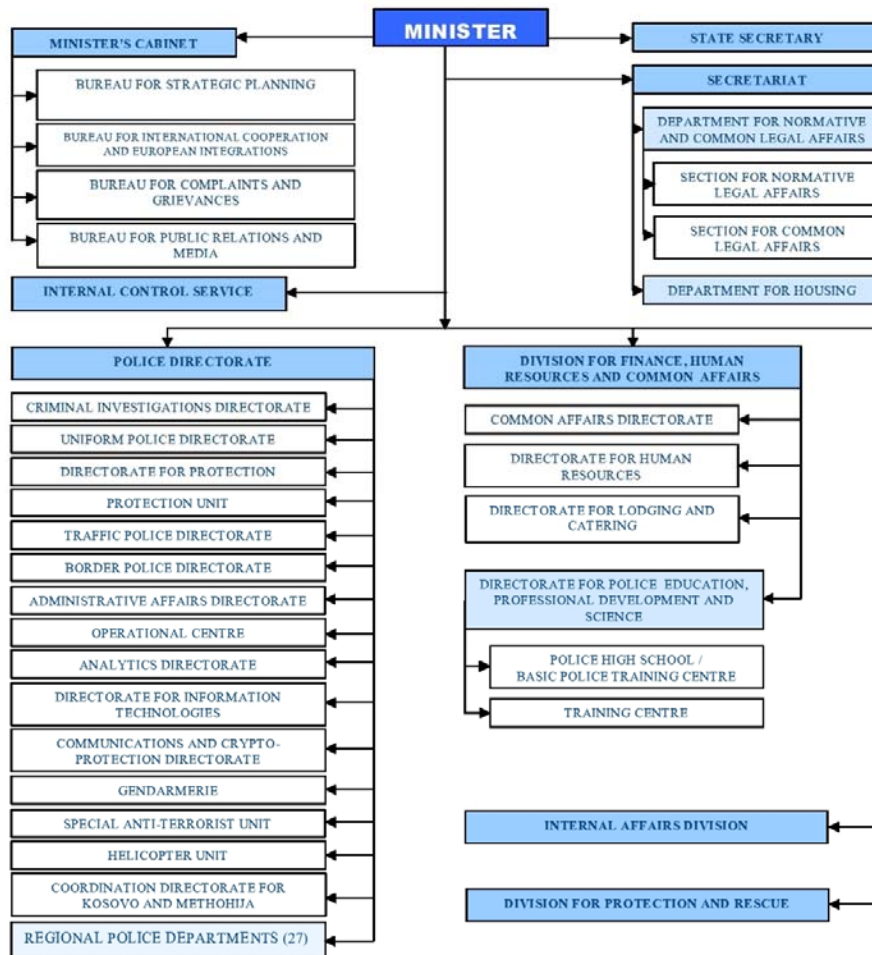 MINISTER
MINISTER'S CABINET
BUREAU FOR STRATEGIC PLANNING
BUREAU FOR INTERNATIONAL COOPERATION
AND EUROPEAN INTEGRATIONS
BUREAU FOR COMPLAINTS AND
GRIEVANCES
BUREAU FOR PUBLIC RELATIONS AND
MEDIA
INTERNAL CONTROL SERVICE
STATE SECRETARY
SECRETARIAT
DEPARTMENT FOR NORMATIVE
AND COMMON LEGAL AFFAIRS
SECTION FOR NORMATIVE
LEGAL AFFAIRS
SECTION FOR COMMON
LEGAL AFFAIRS
DEPARTMENT FOR HOUSING
POLICE DIRECTORATE
CRIMINAL INVESTIGATIONS DIRECTORATE
UNIFORM POLICE DIRECTORATE
DIRECTORATE FOR PROTECTION
PROTECTION UNIT
TRAFFIC POLICE DIRECTORATE
BORDER POLICE DIRECTORATE
ADMINISTRATIVE AFFAIRS DIRECTORATE
OPERATIONAL CENTRE
ANALYTICS DIRECTORATE
DIRECTORATE FOR INFORMATION
TECHNOLOGIES
COMMUNICATIONS AND CRYPTO-
PROTECTION DIRECTORATE
GENDARMERIE
SPECIAL ANTI-TERRORIST UNIT
HELICOPTER UNIT
COORDINATION DIRECTORATE FOR
KOSOVO AND METHOHIJA
REGIONAL POLICE DEPARTMENTS (27)
DIVISION FOR FINANCE, HUMAN
RESOURCES AND COMMON AFFAIRS
COMMON AFFAIRS DIRECTORATE
DIRECTORATE FOR HUMAN
RESOURCES
DIRECTORATE FOR LODGING AND
CATERING
DIRECTORATE FOR POLICE EDUCATION,
PROFESSIONAL DEVELOPMENT AND
SCIENCE
POLICE HIGH SCHOOL /
BASIC POLICE TRAINING CENTRE
TRAINING CENTRE
INTERNAL AFFAIRS DIVISION
DIVISION FOR PROTECTION AND RESCUE